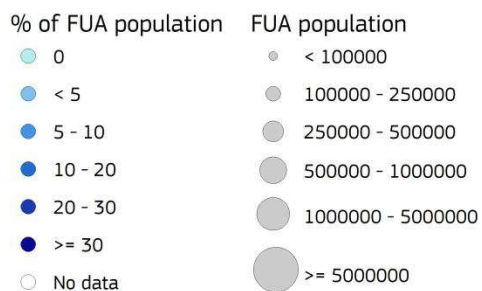 % of FUA population
0
< 5
5 - 10
10 - 20
20 - 30
>= 30
No data
FUA population
< 100000
100000 - 250000
250000 - 500000
500000 - 1000000
1000000 - 5000000
>= 5000000